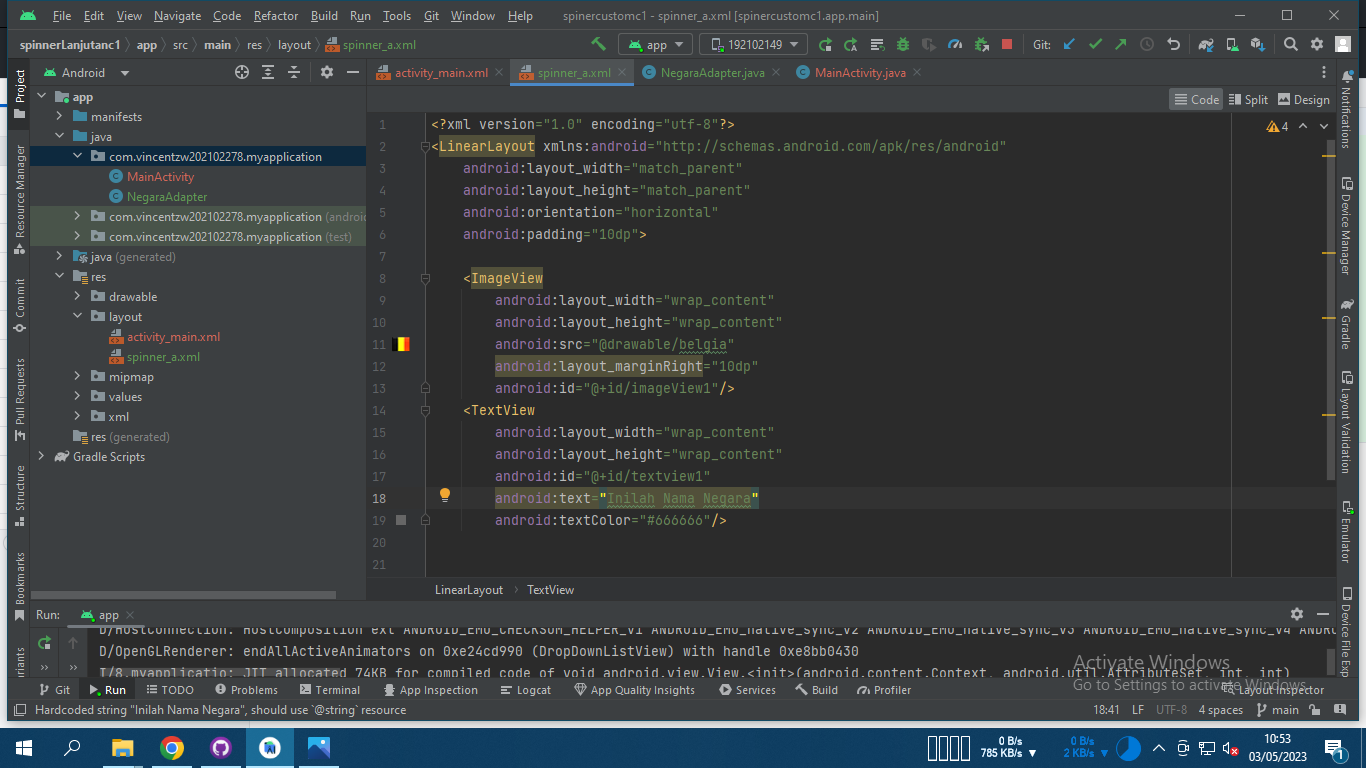 File Edit View Navigate Code Refactor Build Run Tools Git Window Help spinercustomc1 - spinner_a.xml [spinercustomc1.app.main]
spinnerLanjutanc1 app src main res layout spinner_a.xml app 192102149 Git:
Project
Resource Manager
Commit
Pull Requests
Structure
Bookmarks
Android
app
manifests
java
com.vincentzw202102278.myapplication
MainActivity
NegaraAdapter
com.vincentzw202102278.myapplication
com.vincentzw202102278.myapplication (test)
java (generated)
res
drawable
layout
activity_main.xml
spinner_a.xml
mipmap
values
xml
res (generated)
Gradle Scripts
activity_main.xml spinner_a.xml NegaraAdapter.java MainActivity.java
Code Split Design
4
1 <?xml version="1.0" encoding="utf-8"?>
2 <LinearLayout xmlns:android="http://schemas.android.com/apk/res/android"
3 android:layout_width="match_parent"
4 android:layout_height="match_parent"
5 android:orientation="horizontal"
6 android:padding="10dp">
7
8 <ImageView
9 android:layout_width="wrap_content"
10 android:layout_height="wrap_content"
11 android:src="@drawable/belgia"
12 android:layout_marginRight="10dp"
13 android:id="@+id/imageView1"/>
14 <TextView
15 android:layout_width="wrap_content"
16 android:layout_height="wrap_content"
17 android:id="@+id/textview1"
18 android:text="Inilah Nama Negara"
19 android:textColor="#666666"/>
20
21
LinearLayout TextView
Notifications
Device Manager
Gradle
Layout Validation
Emulator
Device File Exp
Run: app
D/HostConnection: HostComposition ext ANDROID_EMU_CHECKSUM_HELPER_v1 ANDROID_EMU_native_sync_v2 ANDROID_EMU_native_sync_v3 ANDROID_EMU_native_sync_v4
D/OpenGLRenderer: endAllActiveAnimators on 0xe24cd990 (DropDownListView) with handle 0xe8bb0430
I/8.myapplicatio: JIT allocated 74KB for compiled code of void android.view.View.<init>(android.content.Context, android.util.AttributeSet, int, int)
Activate Windows
Go to Settings to activate Windows.
Git Run TODO Problems Terminal App Inspection Logcat App Quality Insights Services Build Profiler Layout Inspector
Hardcoded string "Inilah Nama Negara", should use `@string` resource 18:41 LF UTF-8 4 spaces main
0 B/s
785 KB/s
0 B/s
2 KB/s
10:53
03/05/2023
1